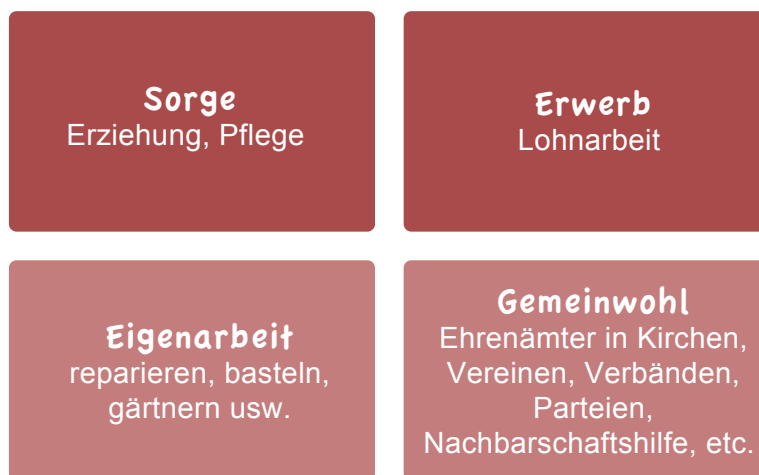 Sorge
Erziehung, Pflege
Erwerb
Lohnarbeit
Eigenarbeit
reparieren, basteln,
gärtnern usw.
Gemeinwohl
Ehrenämter in Kirchen,
Vereinen, Verbänden,
Parteien,
Nachbarschaftshilfe, etc.